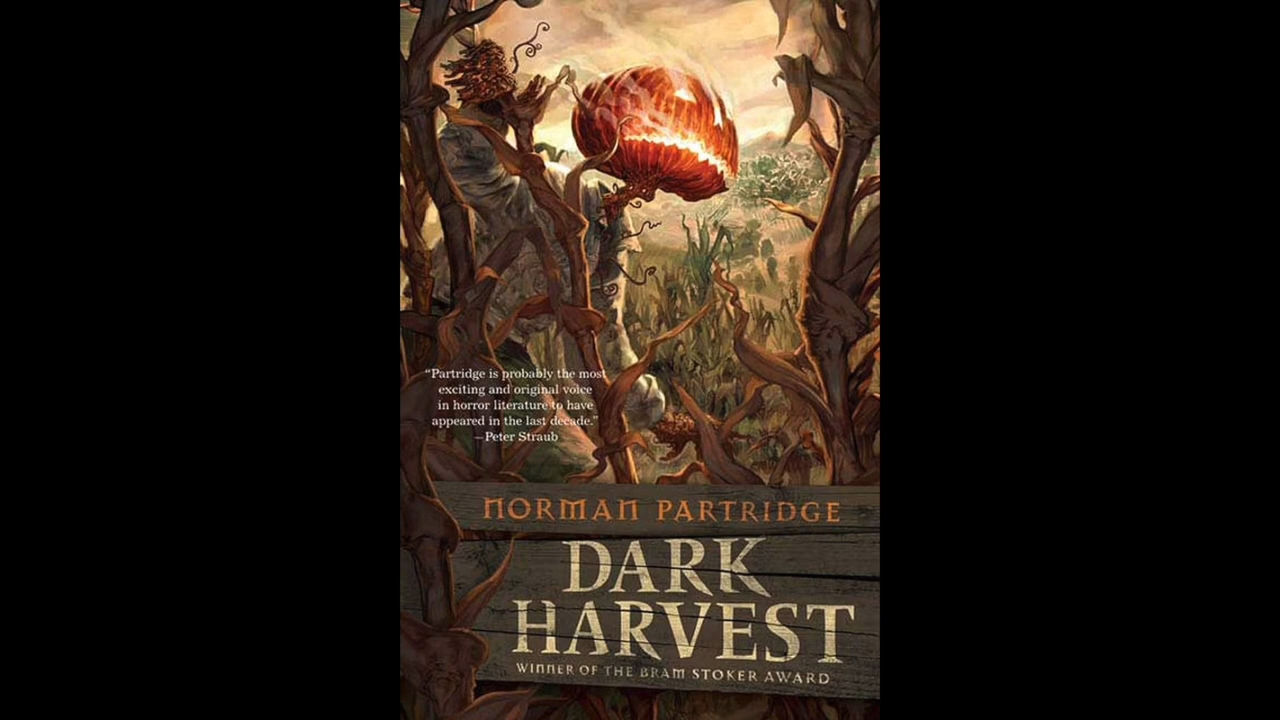 “Partridge is probably the most
exciting and original voice
in horror literature to have
appeared in the last decade.”
—Peter Straub
NORMAN PARTRIDGE
DARK
HARVEST
WINNER OF THE BRAM STOKER AWARD